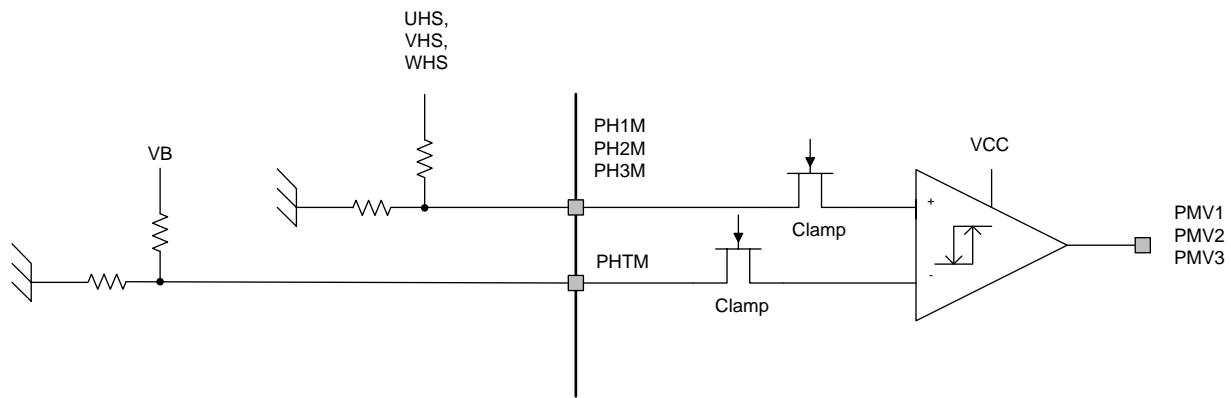 UHS,
VHS,
WHS
VB
PH1M
PH2M
PH3M
VCC
+
Clamp
PMV1
PMV2
PMV3
PHTM
-
Clamp